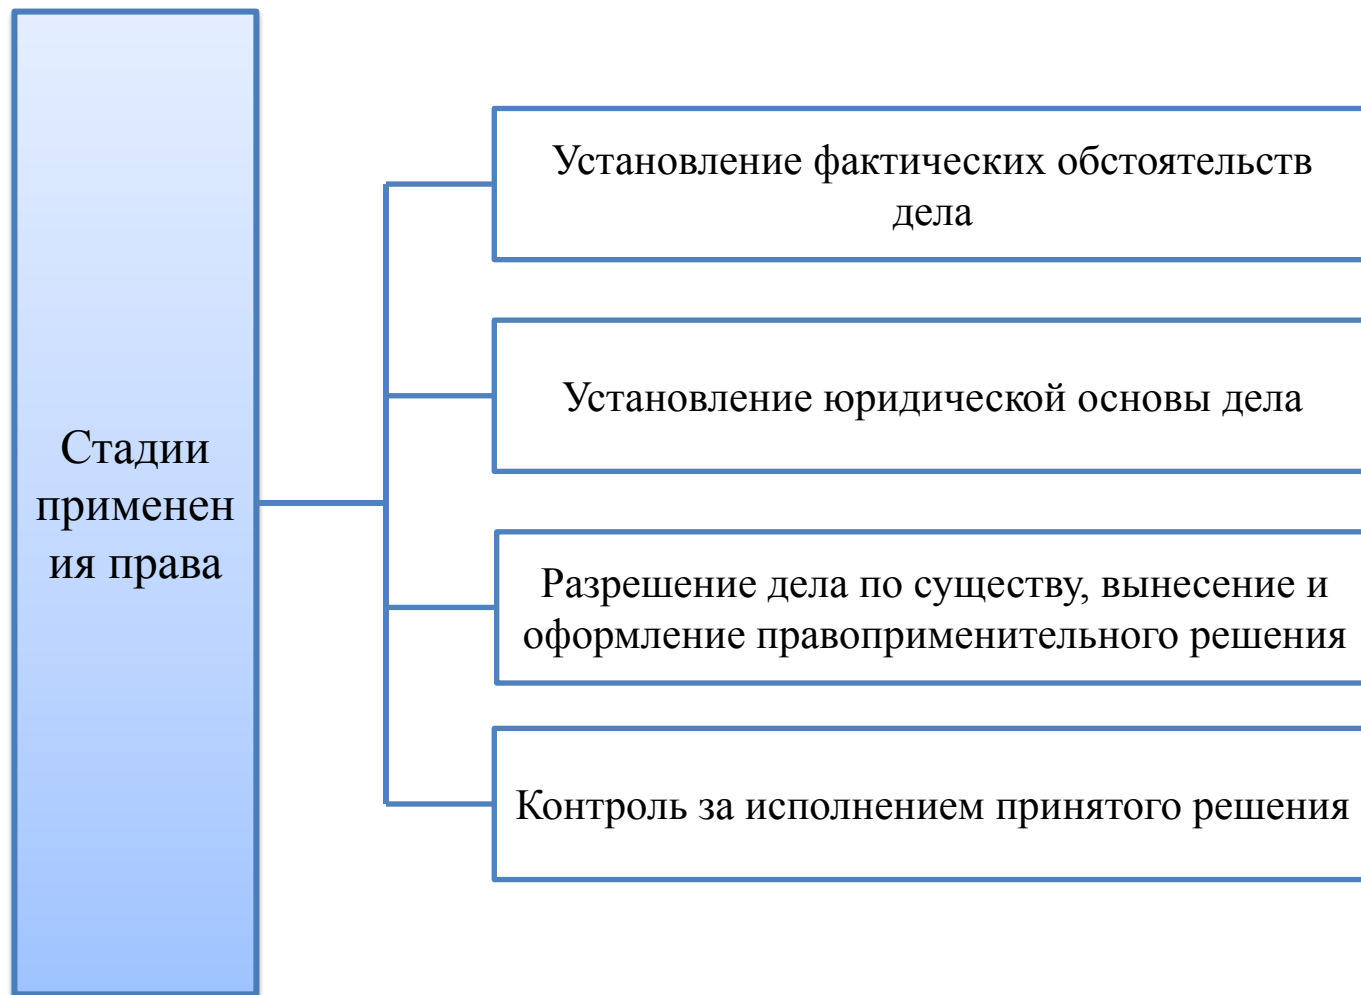 Стадии
применен
ия права
Установление фактических обстоятельств
дела
Установление юридической основы дела
Разрешение дела по существу, вынесение и
оформление правоприменительного решения
Контроль за исполнением принятого решения